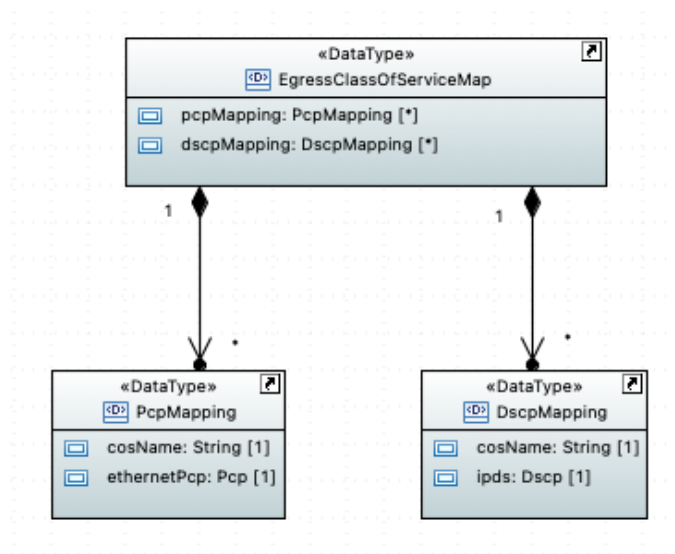 «DataType»
EgressClassOfServiceMap
pcpMapping: PcpMapping [*]
dscpMapping: DscpMapping [*]
1
1
*
*
«DataType»
PcpMapping
cosName: String [1]
ethernetPcp: Pcp [1]
«DataType»
DscpMapping
cosName: String [1]
ipds: Dscp [1]